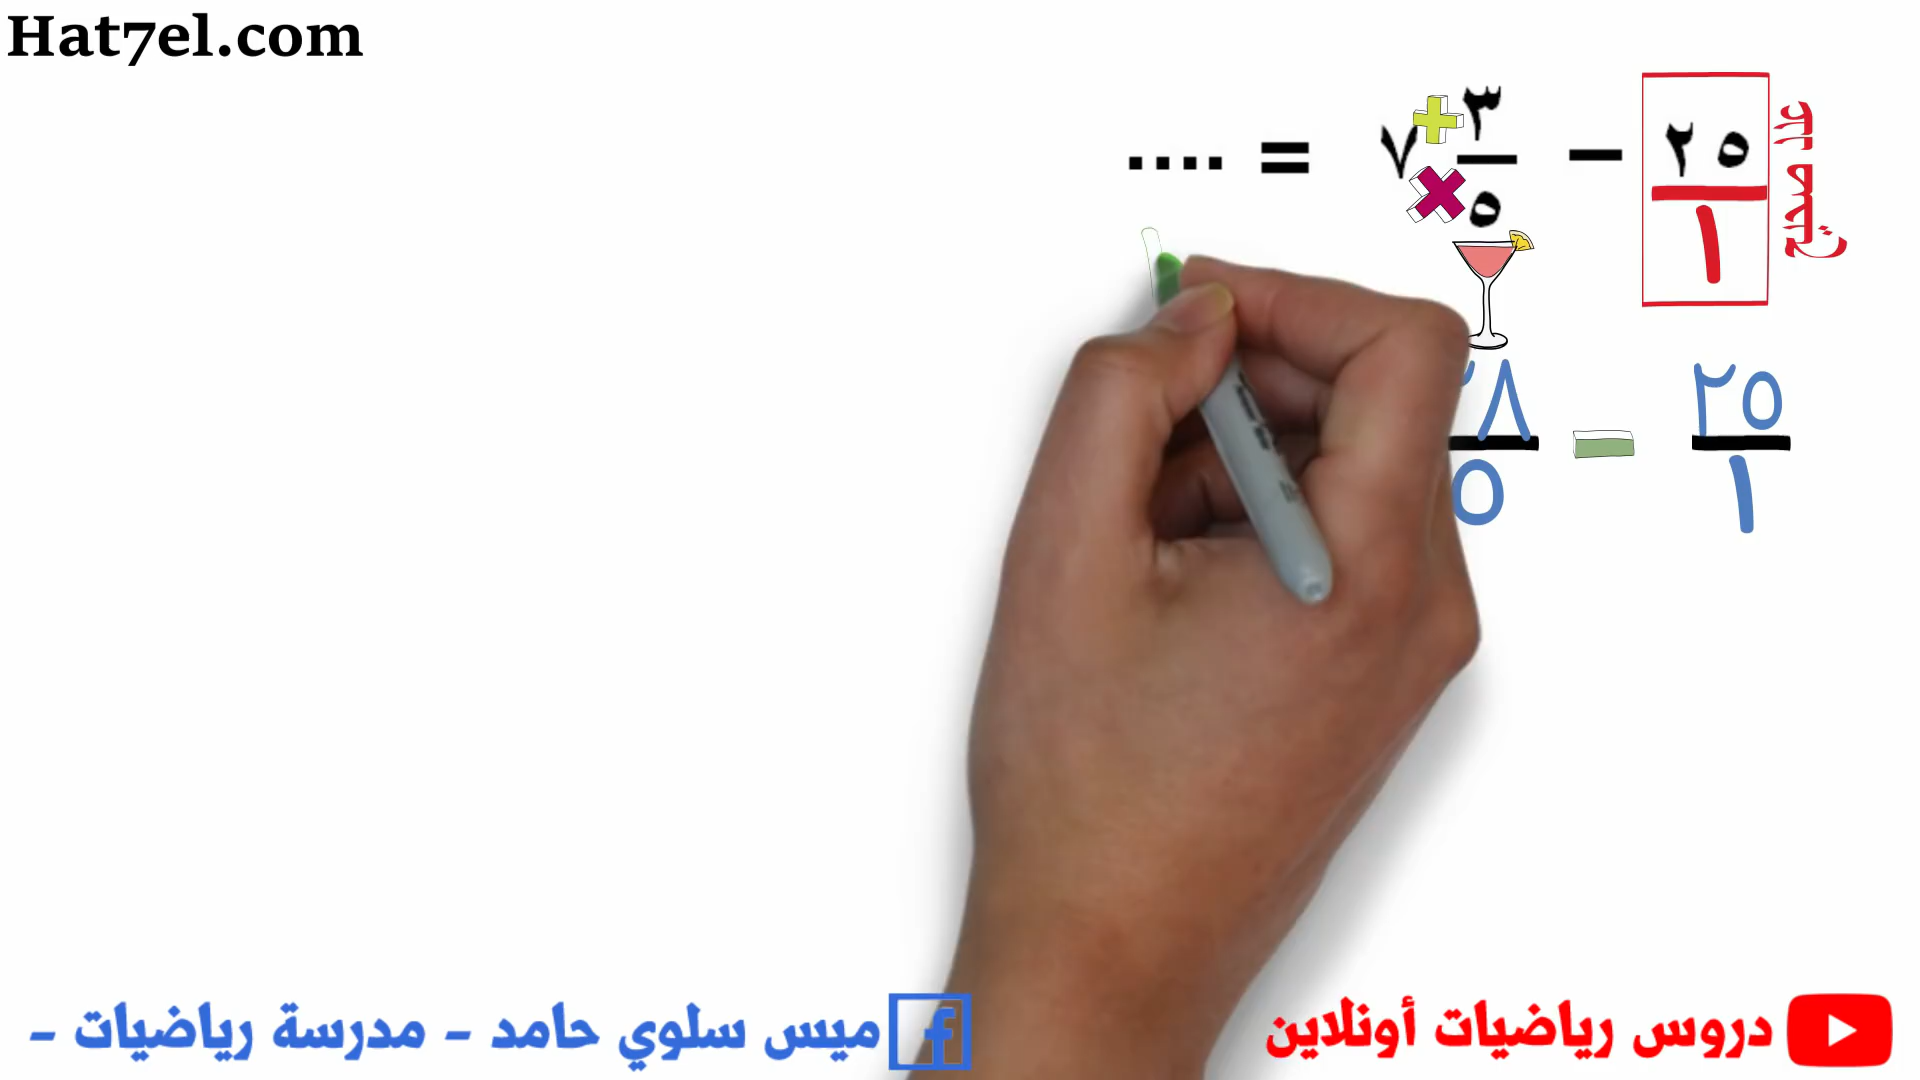 Hat7el.com
٢٥/١ − ٧ ٣/٥ = ....
عدد صحيح
٢٥/١ − ٣٨/٥
ميس سلوي حامد - مدرسة رياضيات -
دروس رياضيات أونلاين